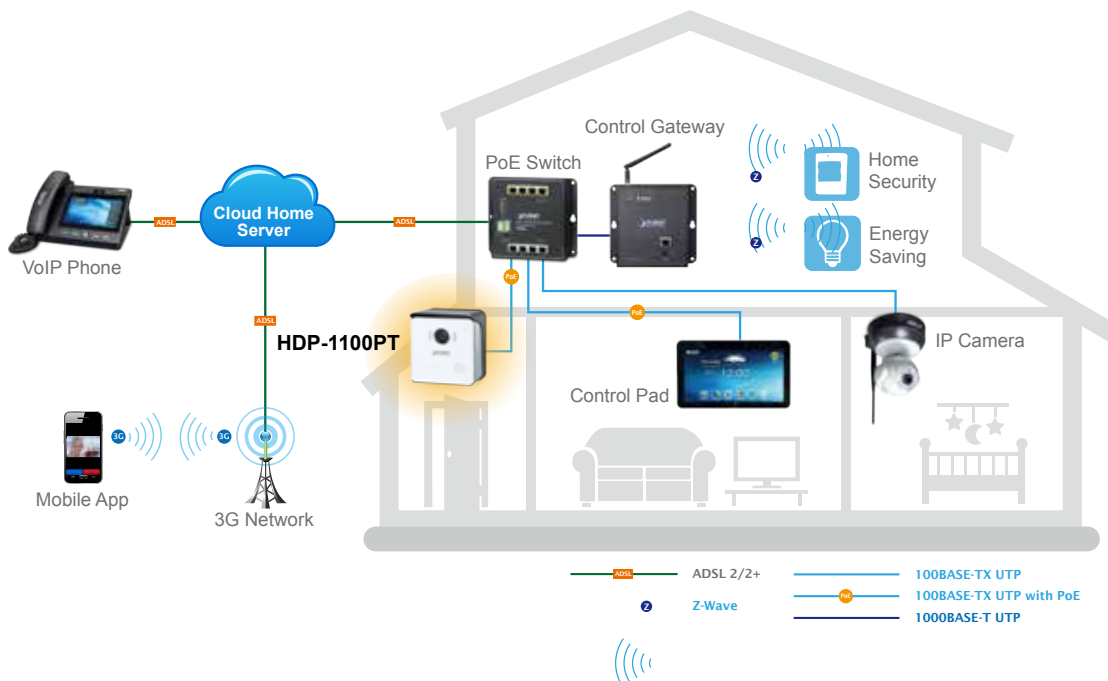 Control Gateway
PoE Switch
Z
Home
Security
Cloud Home
Server
ADSL
ADSL
Z
Energy
Saving
VoIP Phone
PoE
ADSL
PoE
HDP-1100PT
IP Camera
12:00
Control Pad
3G
3G
Mobile App
3G Network
ADSL
ADSL 2/2+
100BASE-TX UTP
Z
Z-Wave
PoE
100BASE-TX UTP with PoE
1000BASE-T UTP